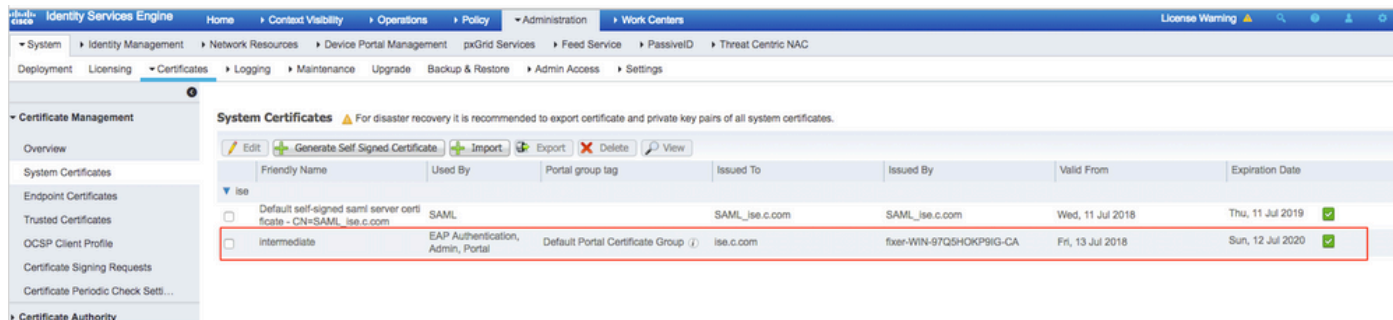 cisco Identity Services Engine Home Context Visibility Operations Policy Administration Work Centers License Warning
System Identity Management Network Resources Device Portal Management pxGrid Services Feed Service PassiveID Threat Centric NAC
Deployment Licensing Certificates Logging Maintenance Upgrade Backup & Restore Admin Access Settings
Certificate Management
Overview
System Certificates
Endpoint Certificates
Trusted Certificates
OCSP Client Profile
Certificate Signing Requests
Certificate Periodic Check Setti...
Certificate Authority
System Certificates For disaster recovery it is recommended to export certificate and private key pairs of all system certificates.
Edit Generate Self Signed Certificate Import Export Delete View
Friendly Name Used By Portal group tag Issued To Issued By Valid From Expiration Date
ise
Default self-signed saml server certi
ficate - CN=SAML_ise.c.com SAML SAML_ise.c.com SAML_ise.c.com Wed, 11 Jul 2018 Thu, 11 Jul 2019
intermediate EAP Authentication, Default Portal Certificate Group ise.c.com fixer-WIN-97Q5HOKP9IG-CA Fri, 13 Jul 2018 Sun, 12 Jul 2020
Admin, Portal